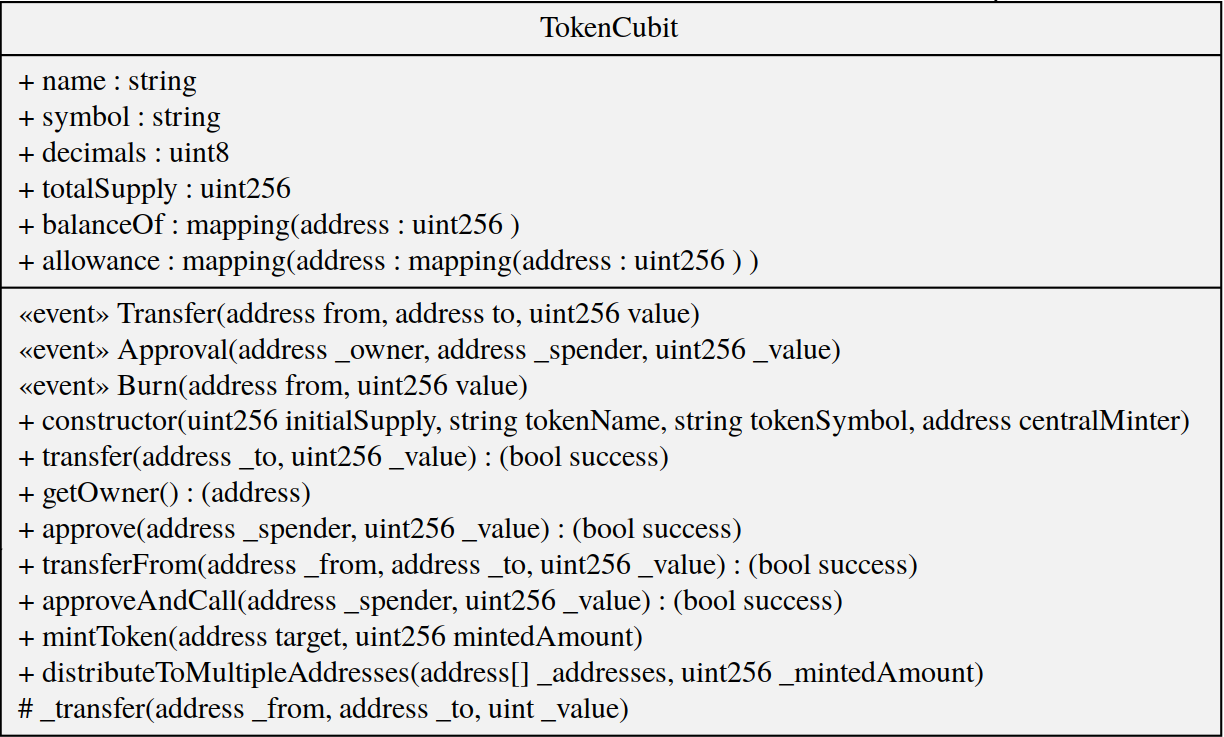 TokenCubit
+ name : string
+ symbol : string
+ decimals : uint8
+ totalSupply : uint256
+ balanceOf : mapping(address : uint256 )
+ allowance : mapping(address : mapping(address : uint256 ) )
«event» Transfer(address from, address to, uint256 value)
«event» Approval(address _owner, address _spender, uint256 _value)
«event» Burn(address from, uint256 value)
+ constructor(uint256 initialSupply, string tokenName, string tokenSymbol, address centralMinter)
+ transfer(address _to, uint256 _value) : (bool success)
+ getOwner() : (address)
+ approve(address _spender, uint256 _value) : (bool success)
+ transferFrom(address _from, address _to, uint256 _value) : (bool success)
+ approveAndCall(address _spender, uint256 _value) : (bool success)
+ mintToken(address target, uint256 mintedAmount)
+ distributeToMultipleAddresses(address[] _addresses, uint256 _mintedAmount)
# _transfer(address _from, address _to, uint _value)